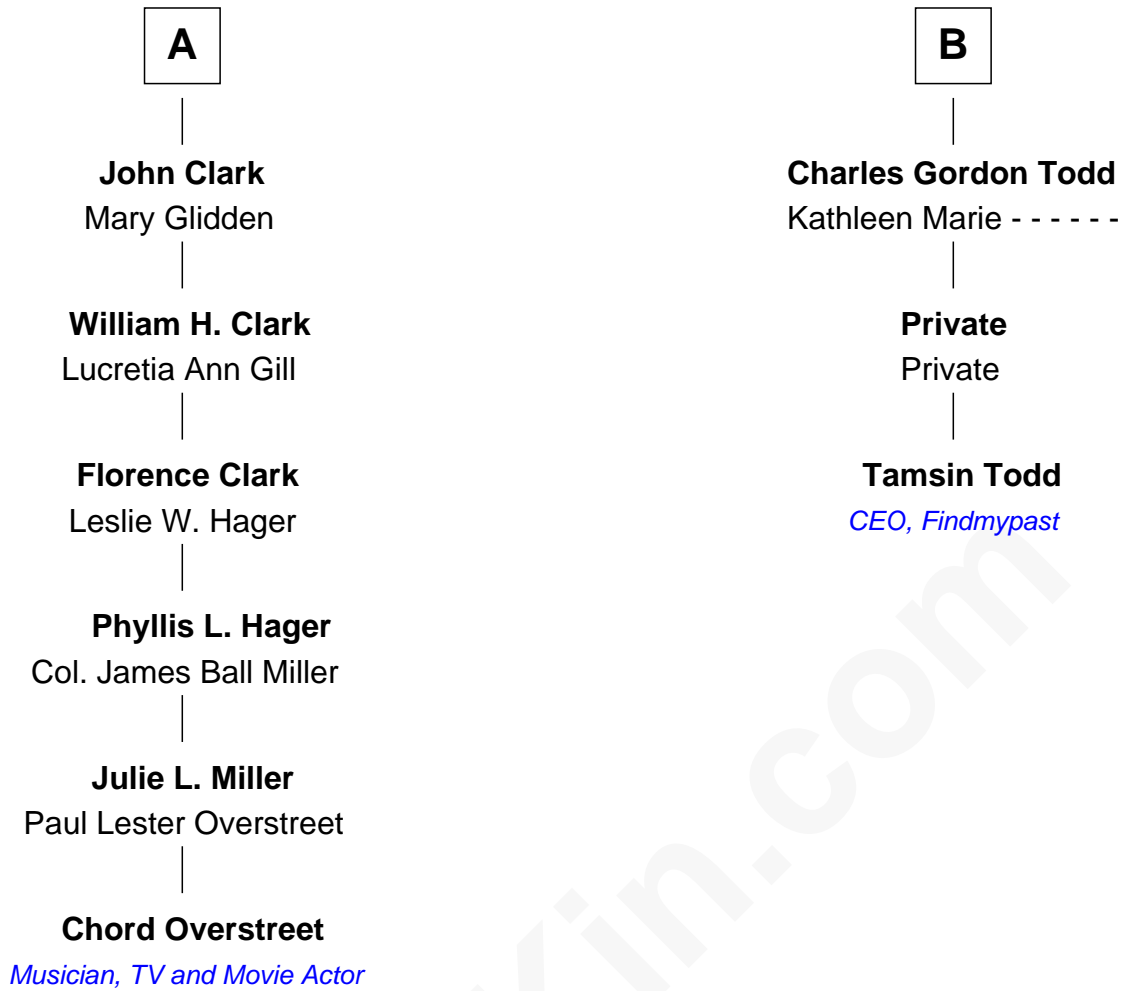 A
John Clark
Mary Glidden
William H. Clark
Lucretia Ann Gill
Florence Clark
Leslie W. Hager
Phyllis L. Hager
Col. James Ball Miller
Julie L. Miller
Paul Lester Overstreet
Chord Overstreet
Musician, TV and Movie Actor
B
Charles Gordon Todd
Kathleen Marie - - - - - -
Private
Private
Tamsin Todd
CEO, Findmypast